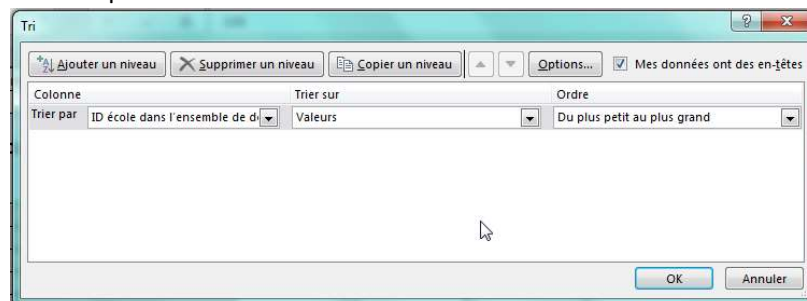 Tri
Ajouter un niveau Supprimer un niveau Copier un niveau Options... Mes données ont des en-têtes
Colonne Trier sur Ordre
Trier par ID école dans l'ensemble de d Valeurs Du plus petit au plus grand
OK Annuler